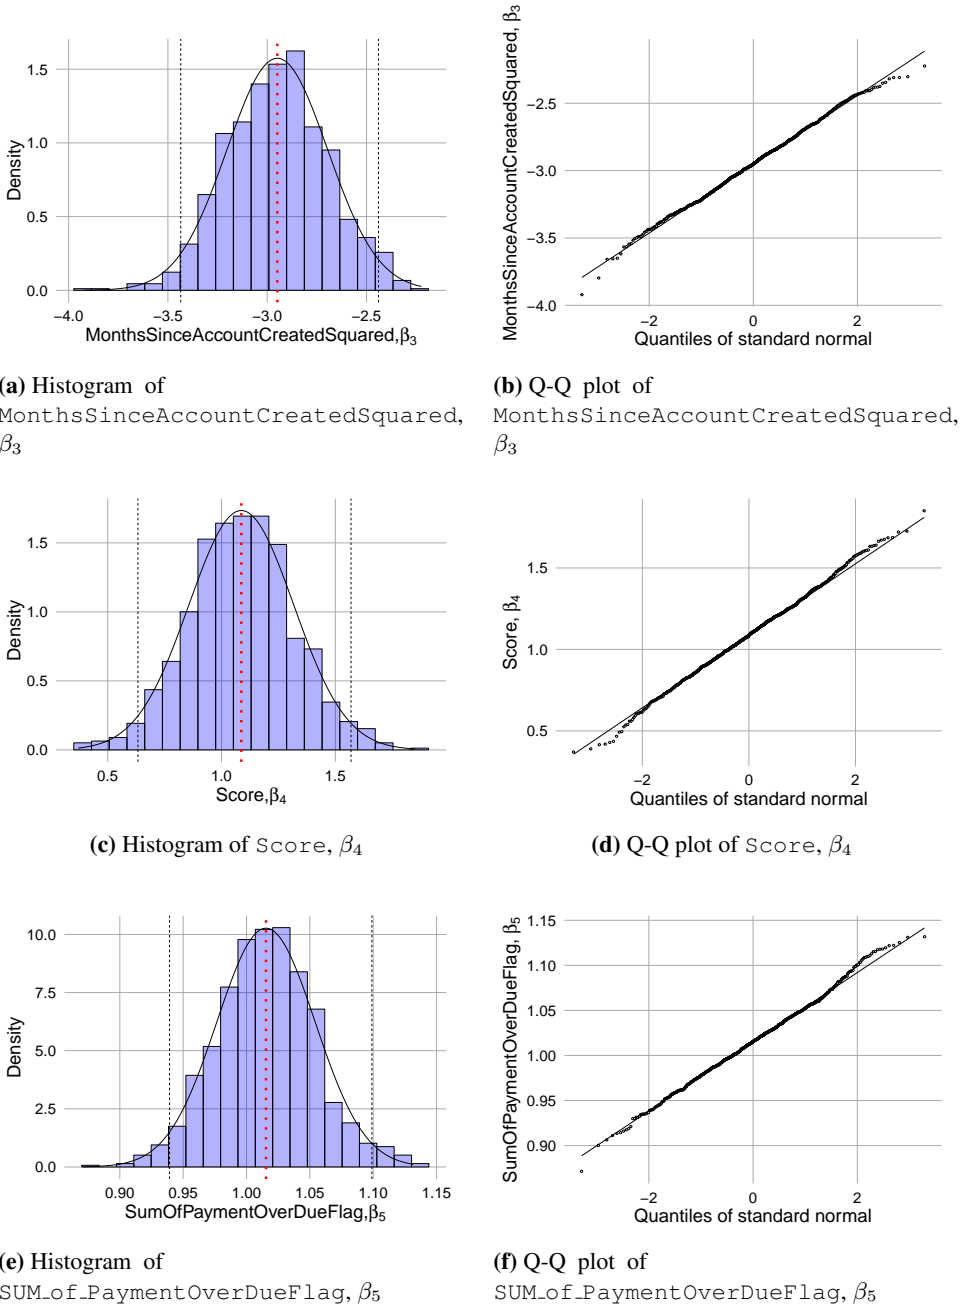 1.5
1.0
0.5
0.0
Density
−4.0 −3.5 −3.0 −2.5
MonthsSinceAccountCreatedSquared,β3
MonthsSinceAccountCreatedSquared, β3
−2.5
−3.0
−3.5
−4.0
−2 0 2
Quantiles of standard normal
(a) Histogram of
MonthsSinceAccountCreatedSquared,
β3
(b) Q-Q plot of
MonthsSinceAccountCreatedSquared,
β3
1.5
1.0
0.5
0.0
Density
0.5 1.0 1.5
Score,β4
Score, β4
1.5
1.0
0.5
−2 0 2
Quantiles of standard normal
(c) Histogram of Score, β4
(d) Q-Q plot of Score, β4
10.0
7.5
5.0
2.5
0.0
Density
0.90 0.95 1.00 1.05 1.10 1.15
SumOfPaymentOverDueFlag,β5
SumOfPaymentOverDueFlag, β5
1.15
1.10
1.05
1.00
0.95
0.90
−2 0 2
Quantiles of standard normal
(e) Histogram of
SUM_of_PaymentOverDueFlag, β5
(f) Q-Q plot of
SUM_of_PaymentOverDueFlag, β5